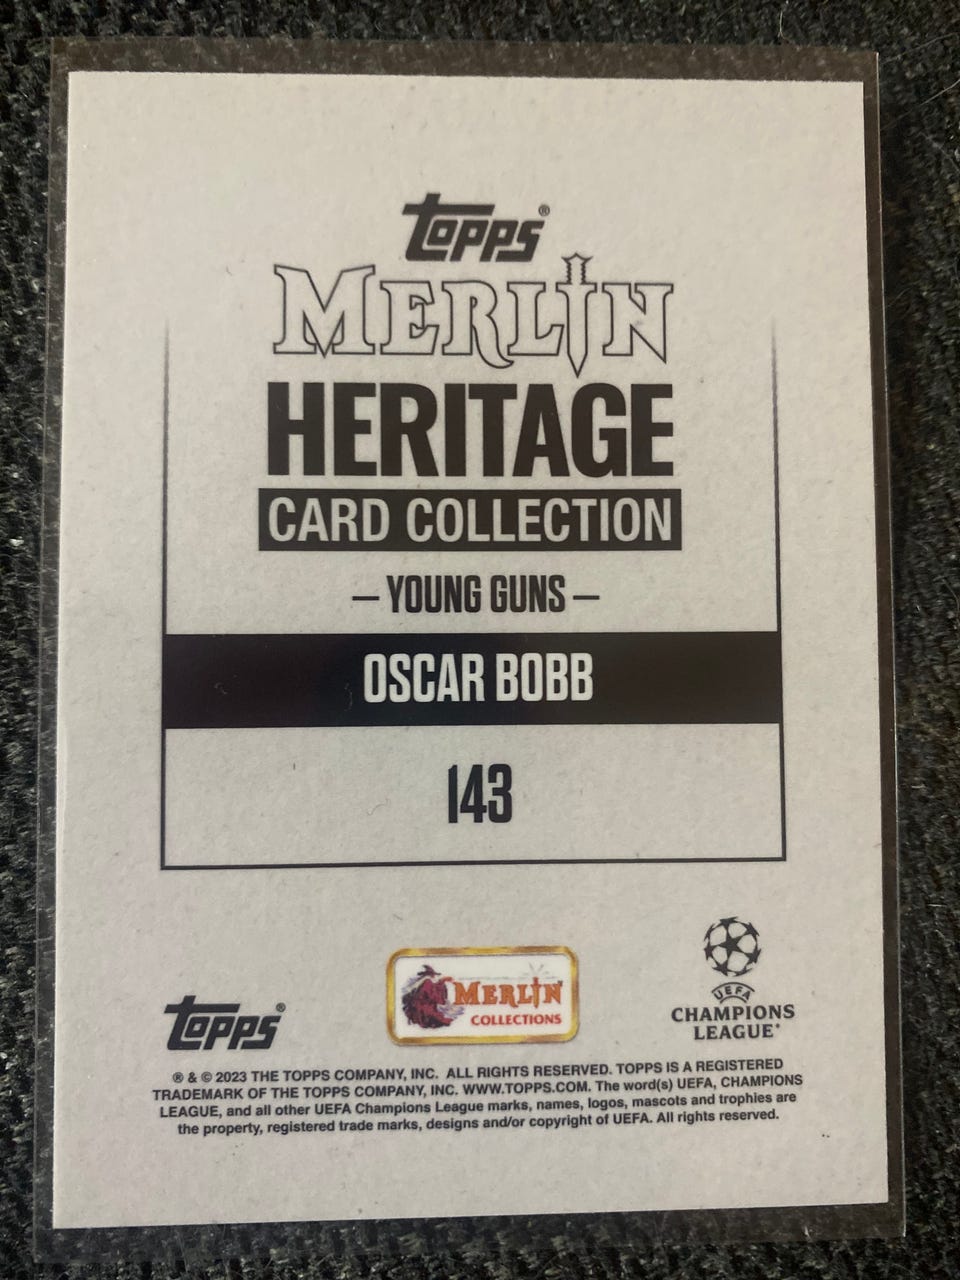 Topps®
MERLIN
HERITAGE
CARD COLLECTION
– YOUNG GUNS –
OSCAR BOBB
143
Topps®
MERLIN
COLLECTIONS
UEFA
CHAMPIONS
LEAGUE®
® & © 2023 THE TOPPS COMPANY, INC. ALL RIGHTS RESERVED. TOPPS IS A REGISTERED
TRADEMARK OF THE TOPPS COMPANY, INC. WWW.TOPPS.COM. The word(s) UEFA, CHAMPIONS
LEAGUE, and all other UEFA Champions League marks, names, logos, mascots and trophies are
the property, registered trade marks, designs and/or copyright of UEFA. All rights reserved.